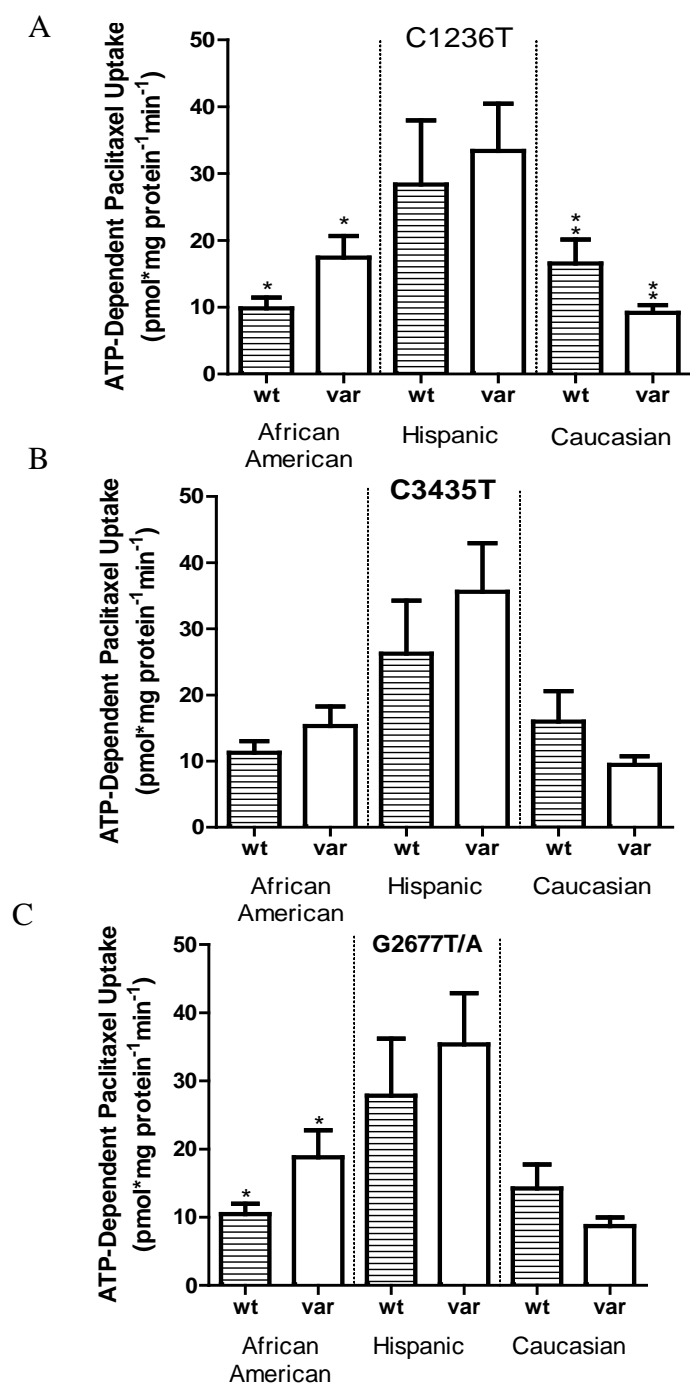 A
C1236T
ATP-Dependent Paclitaxel Uptake
(pmol*mg protein⁻¹min⁻¹)
50
40
30
20
10
0
*
*
**
**
wt var wt var wt var
African American Hispanic Caucasian
B
C3435T
ATP-Dependent Paclitaxel Uptake
(pmol*mg protein⁻¹min⁻¹)
50
40
30
20
10
0
wt var wt var wt var
African American Hispanic Caucasian
C
G2677T/A
ATP-Dependent Paclitaxel Uptake
(pmol*mg protein⁻¹min⁻¹)
50
40
30
20
10
0
*
*
wt var wt var wt var
African American Hispanic Caucasian